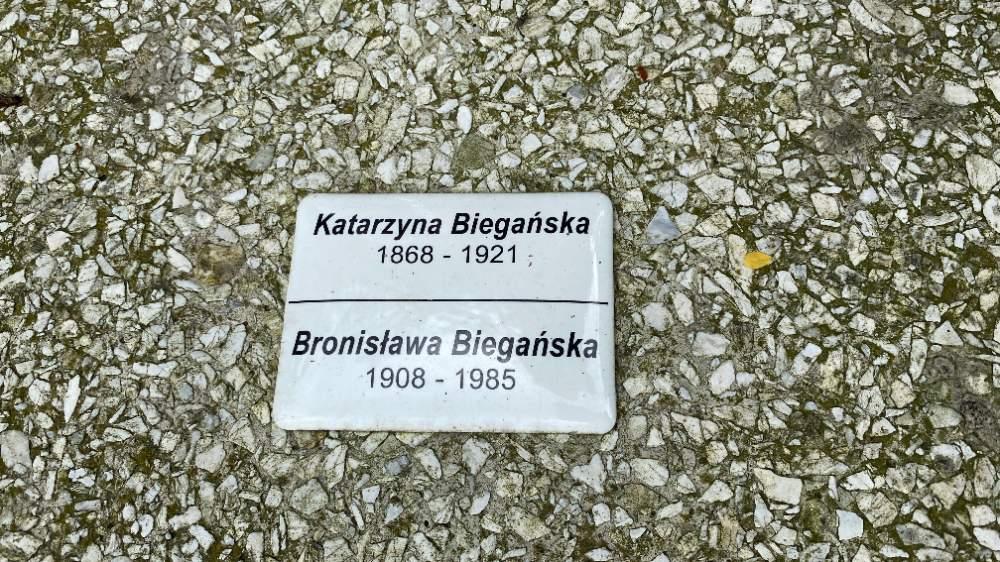 Katarzyna Biegańska
1868 - 1921
Bronisława Biegańska
1908 - 1985